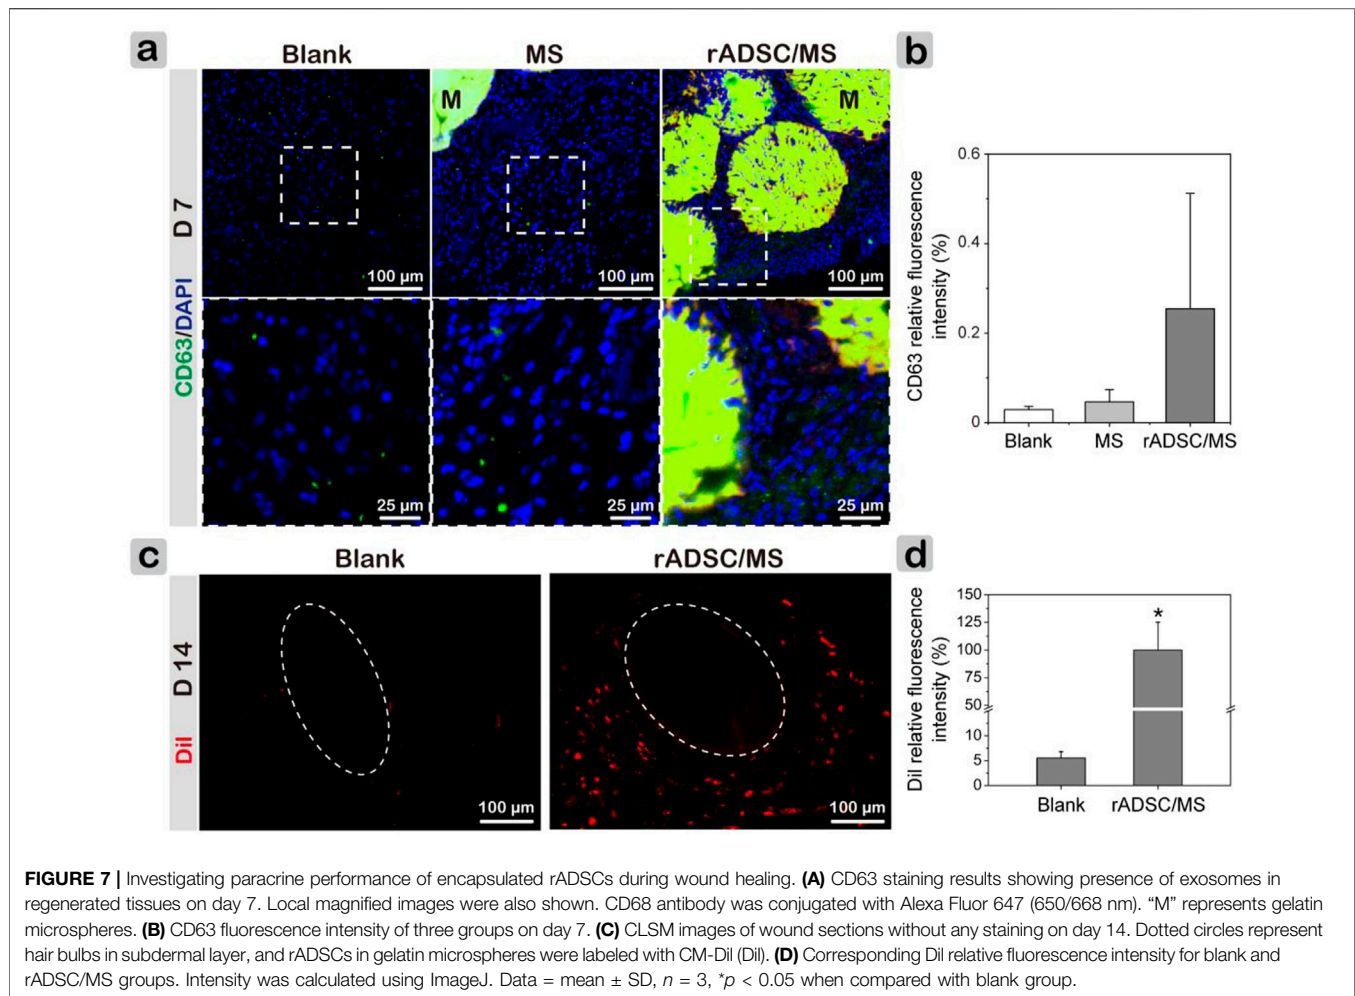 a
Blank
MS
rADSC/MS
D 7
CD63/DAPI
M
M
100 µm
100 µm
100 µm
25 µm
25 µm
25 µm
b
CD63 relative fluorescence
intensity (%)
0.6
0.4
0.2
0
Blank
MS
rADSC/MS
c
Blank
rADSC/MS
D 14
Dil
100 µm
100 µm
d
Dil relative fluorescence
intensity (%)
150
125
100
75
50
10
5
0
*
Blank
rADSC/MS
FIGURE 7 | Investigating paracrine performance of encapsulated rADSCs during wound healing. (A) CD63 staining results showing presence of exosomes in
regenerated tissues on day 7. Local magnified images were also shown. CD68 antibody was conjugated with Alexa Fluor 647 (650/668 nm). “M” represents gelatin
microspheres. (B) CD63 fluorescence intensity of three groups on day 7. (C) CLSM images of wound sections without any staining on day 14. Dotted circles represent
hair bulbs in subdermal layer, and rADSCs in gelatin microspheres were labeled with CM-Dil (Dil). (D) Corresponding Dil relative fluorescence intensity for blank and
rADSC/MS groups. Intensity was calculated using ImageJ. Data = mean ± SD, n = 3, *p < 0.05 when compared with blank group.